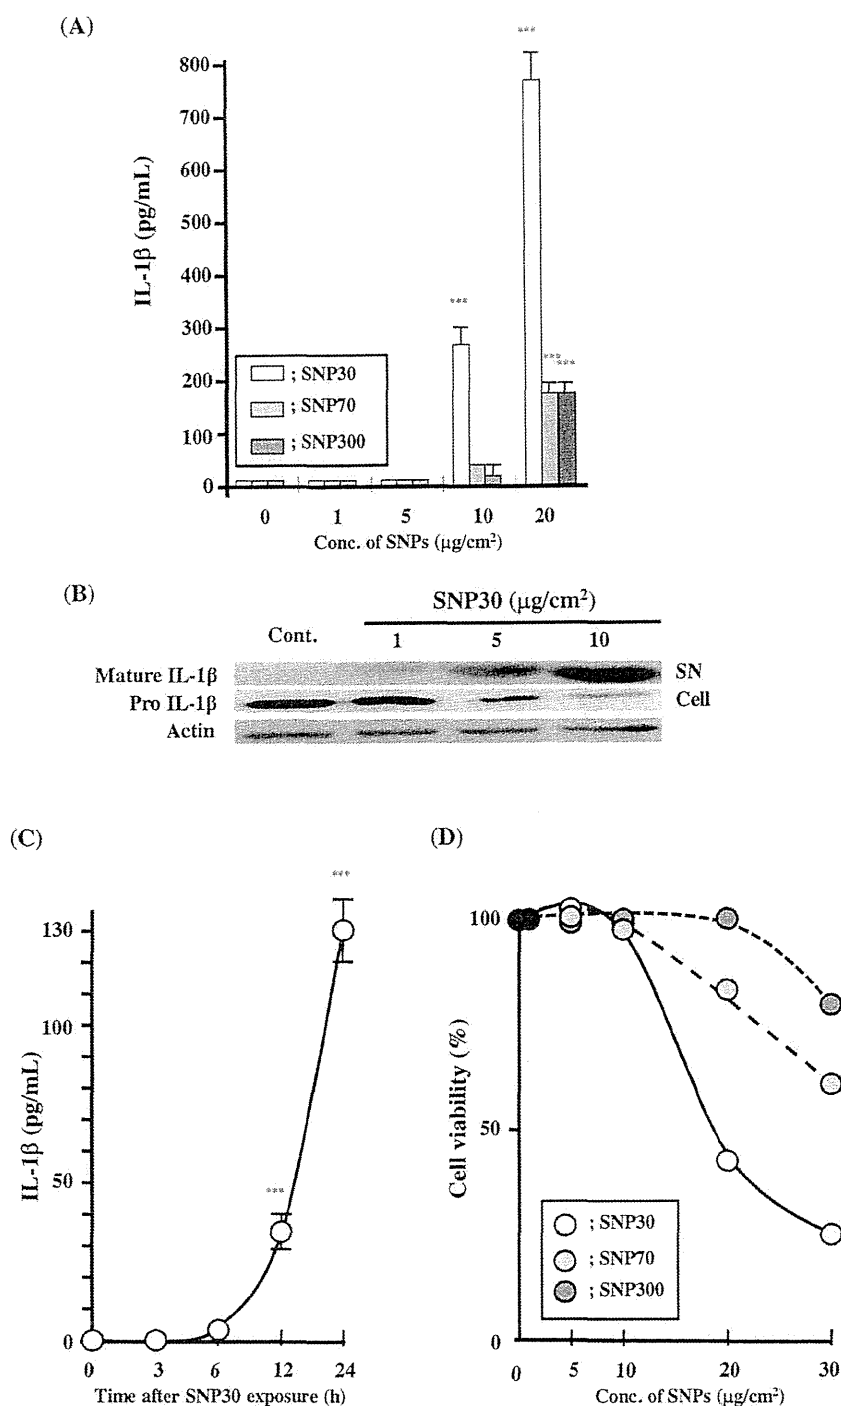 (A)
***
800
700
600
500
400
300
200
100
0
IL-1β (pg/mL)
***
*** ***
; SNP30
; SNP70
; SNP300
0 1 5 10 20
Conc. of SNPs (μg/cm²)
(B)
SNP30 (μg/cm²)
Cont. 1 5 10
Mature IL-1β SN
Pro IL-1β Cell
Actin
(C)
***
130
100
50
0
IL-1β (pg/mL)
***
0 3 6 12 24
Time after SNP30 exposure (h)
(D)
100
50
0
Cell viability (%)
; SNP30
; SNP70
; SNP300
0 5 10 20 30
Conc. of SNPs (μg/cm²)